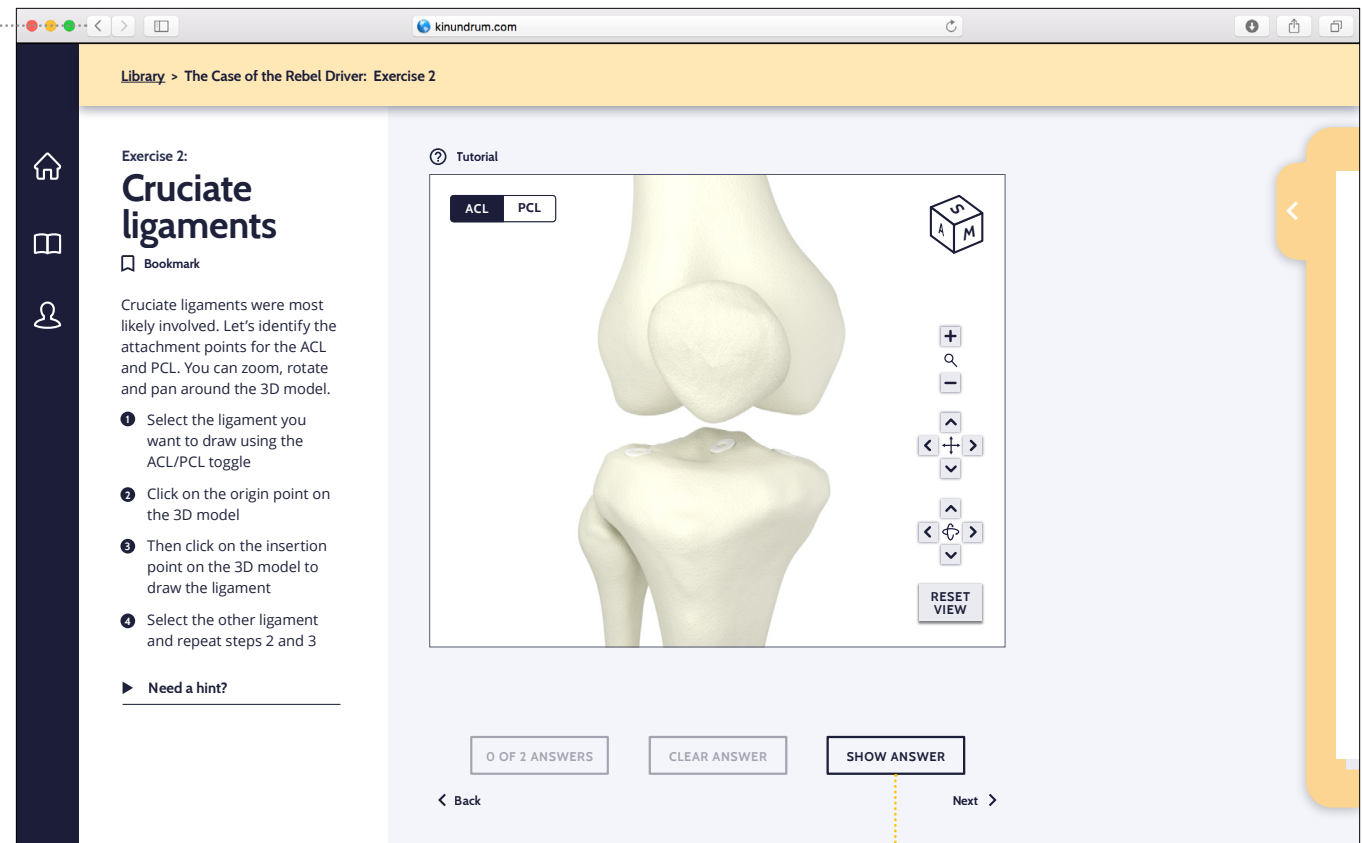 kinundrum.com
Library > The Case of the Rebel Driver: Exercise 2
Exercise 2:
Cruciate
ligaments
Bookmark
Cruciate ligaments were most
likely involved. Let's identify the
attachment points for the ACL
and PCL. You can zoom, rotate
and pan around the 3D model.
1 Select the ligament you
want to draw using the
ACL/PCL toggle
2 Click on the origin point on
the 3D model
3 Then click on the insertion
point on the 3D model to
draw the ligament
4 Select the other ligament
and repeat steps 2 and 3
Need a hint?
? Tutorial
ACL PCL
S
A M
RESET
VIEW
0 OF 2 ANSWERS
CLEAR ANSWER
SHOW ANSWER
Back
Next